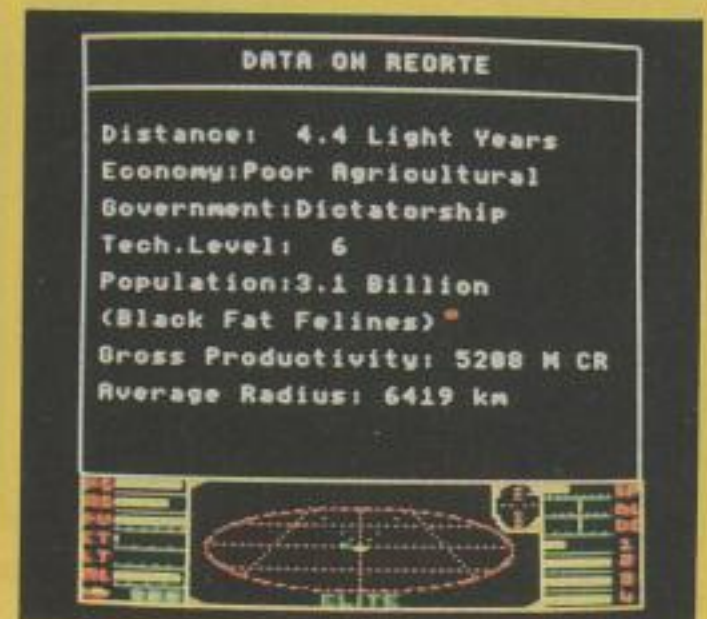 DATA ON REORTE
Distance: 4.4 Light Years
Economy:Poor Agricultural
Government:Dictatorship
Tech.Level: 6
Population:3.1 Billion
(Black Fat Felines)
Gross Productivity: 5208 M CR
Average Radius: 6419 km
ELITE